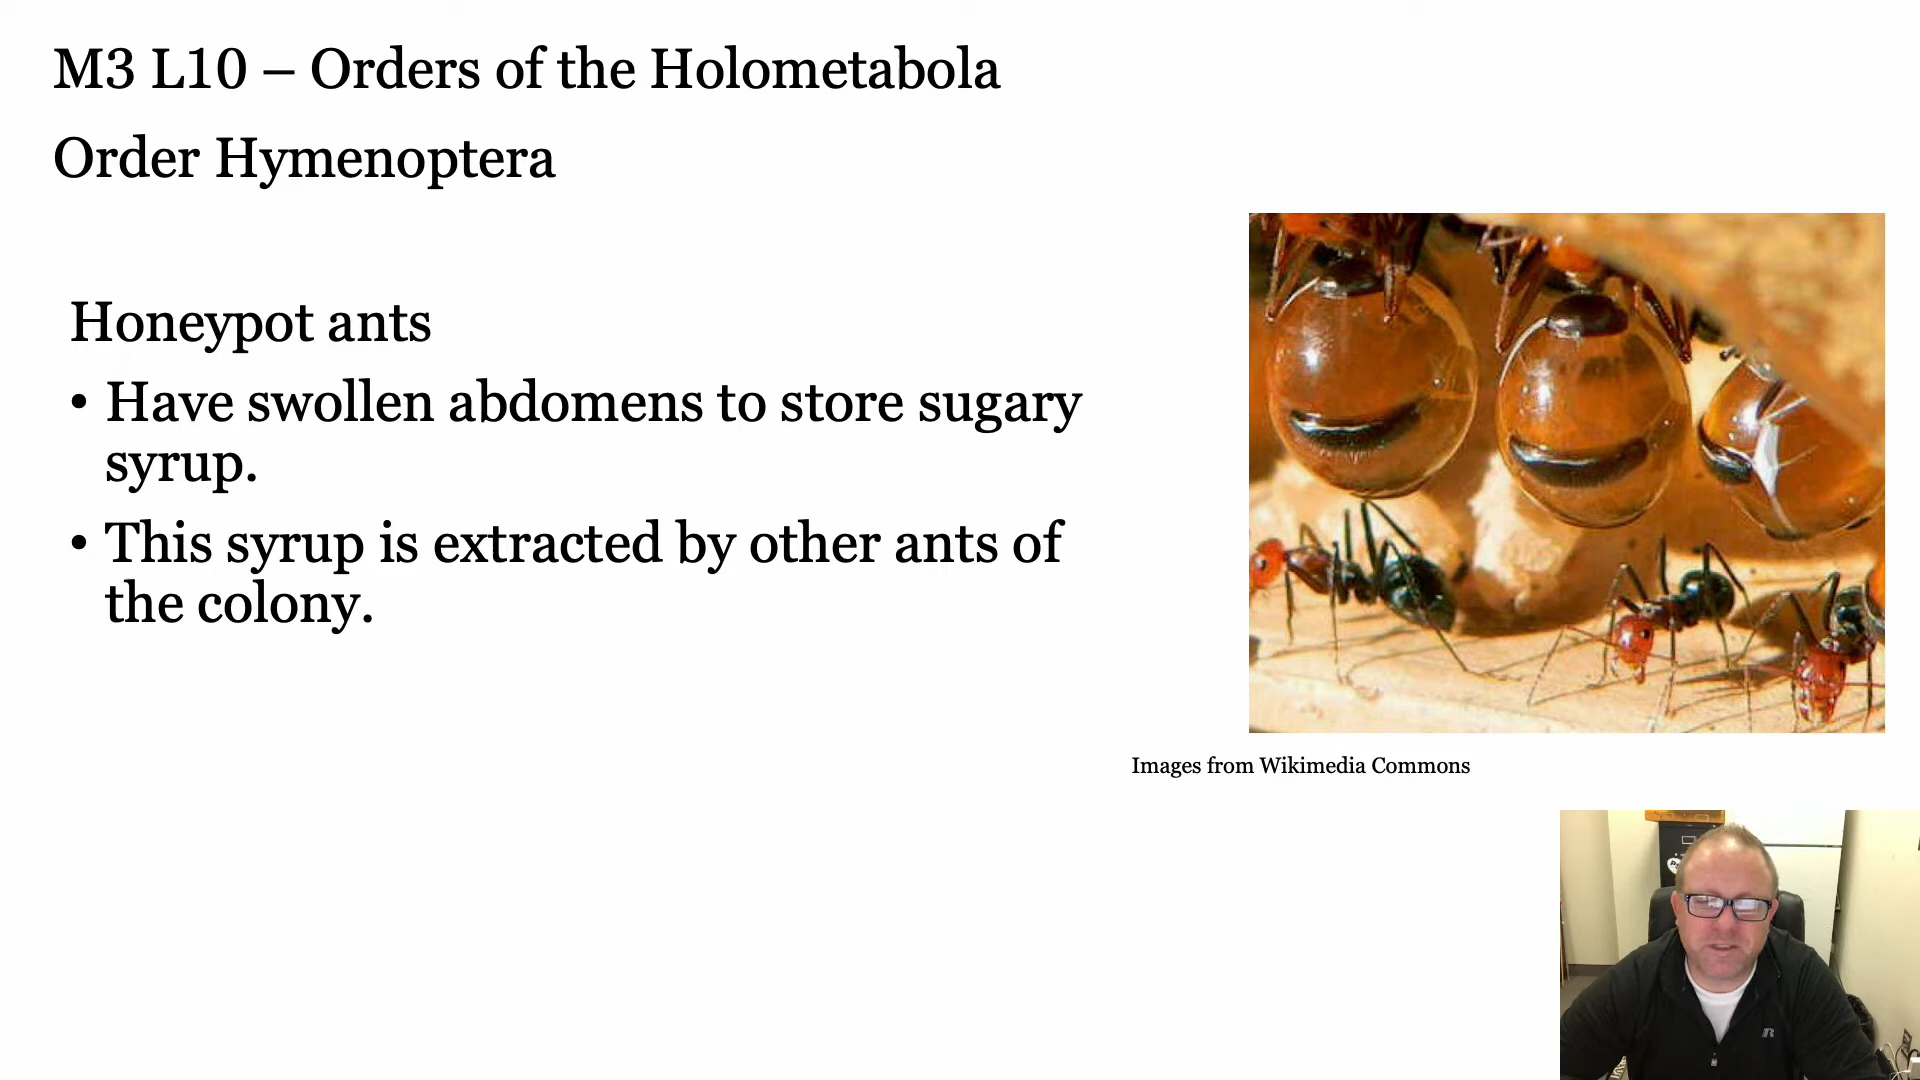 M3 L10 – Orders of the Holometabola
Order Hymenoptera
Honeypot ants
• Have swollen abdomens to store sugary
syrup.
• This syrup is extracted by other ants of
the colony.
Images from Wikimedia Commons
R